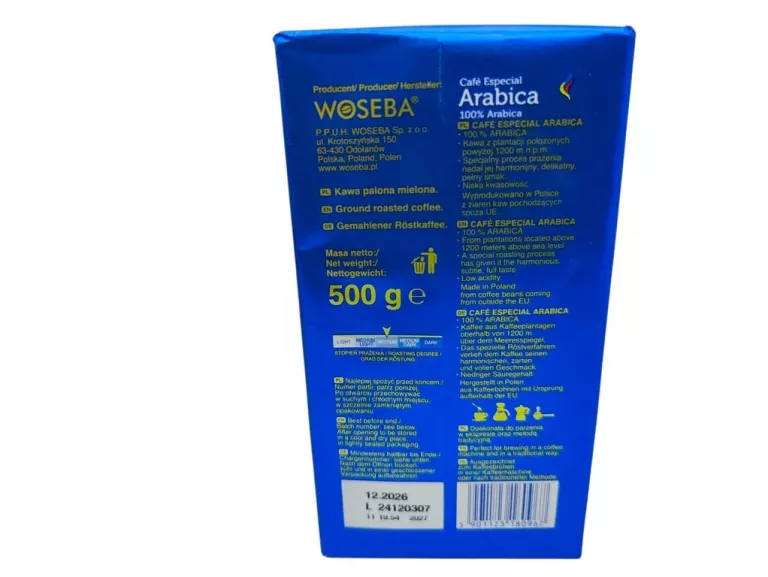 Producent/ Producer/ Hersteller:
WOSEBA®
P.P.U.H. WOSEBA Sp. z o.o.
ul. Krotoszyńska 150
63-430 Odolanów
Polska, Poland, Polen
www.woseba.pl
PL Kawa palona mielona.
EN Ground roasted coffee.
DE Gemahlener Röstkaffee.
Masa netto:/
Net weight:/
Nettogewicht:
500 g e
LIGHT MEDIUM LIGHT MEDIUM MEDIUM DARK DARK
STOPIEŃ PRAŻENIA / ROASTING DEGREE /
GRAD DER RÖSTUNG
PL Najlepiej spożyć przed końcem:/
Numer partii: patrz poniżej.
Po otwarciu przechowywać
w suchym i chłodnym miejscu,
w szczelnie zamkniętym
opakowaniu.
EN Best before end /
Batch number: see below.
After opening to be stored
in a cool and dry place,
in tightly sealed packaging.
DE Mindestens haltbar bis Ende:/
Chargennummer: siehe unten.
Nach dem Öffnen trocken,
kühl und in einer geschlossener
Verpackung aufbewahren.
12.2026
L 24120307
11 19:54 2027
Café Especial
Arabica
100% Arabica
PL CAFÉ ESPECIAL ARABICA
• 100 % ARABICA
• Kawa z plantacji położonych
powyżej 1200 m n.p.m.
• Specjalny proces prażenia
nadał jej harmonijny, delikatny,
pełny smak.
• Niska kwasowość.
Wyprodukowano w Polsce
z ziaren kaw pochodzących
spoza UE.
EN CAFÉ ESPECIAL ARABICA
• 100 % ARABICA
• From plantations located above
1200 meters above sea level
• A special roasting process
has given it the harmonious,
subtle, full taste
• Low acidity.
Made in Poland
from coffee beans coming
from outside the EU.
DE CAFÉ ESPECIAL ARABICA
• 100 % ARABICA
• Kaffee aus Kaffeeplantagen
oberhalb von 1200 m
über dem Meeresspiegel.
• Das spezielle Röstverfahren
verlieh dem Kaffee seinen
harmonischen, zarten
und vollen Geschmack.
• Niedriger Säuregehalt
Hergestellt in Polen
aus Kaffeebohnen mit Ursprung
außerhalb der EU.
PL Doskonała do parzenia
w ekspresie oraz metodą
tradycyjną.
EN Perfect for brewing in a coffee
machine and in a traditional way.
DE Ausgezeichnet
zum Kaffeebrühen
in einer Kaffeemaschine
oder nach traditioneller Methode.